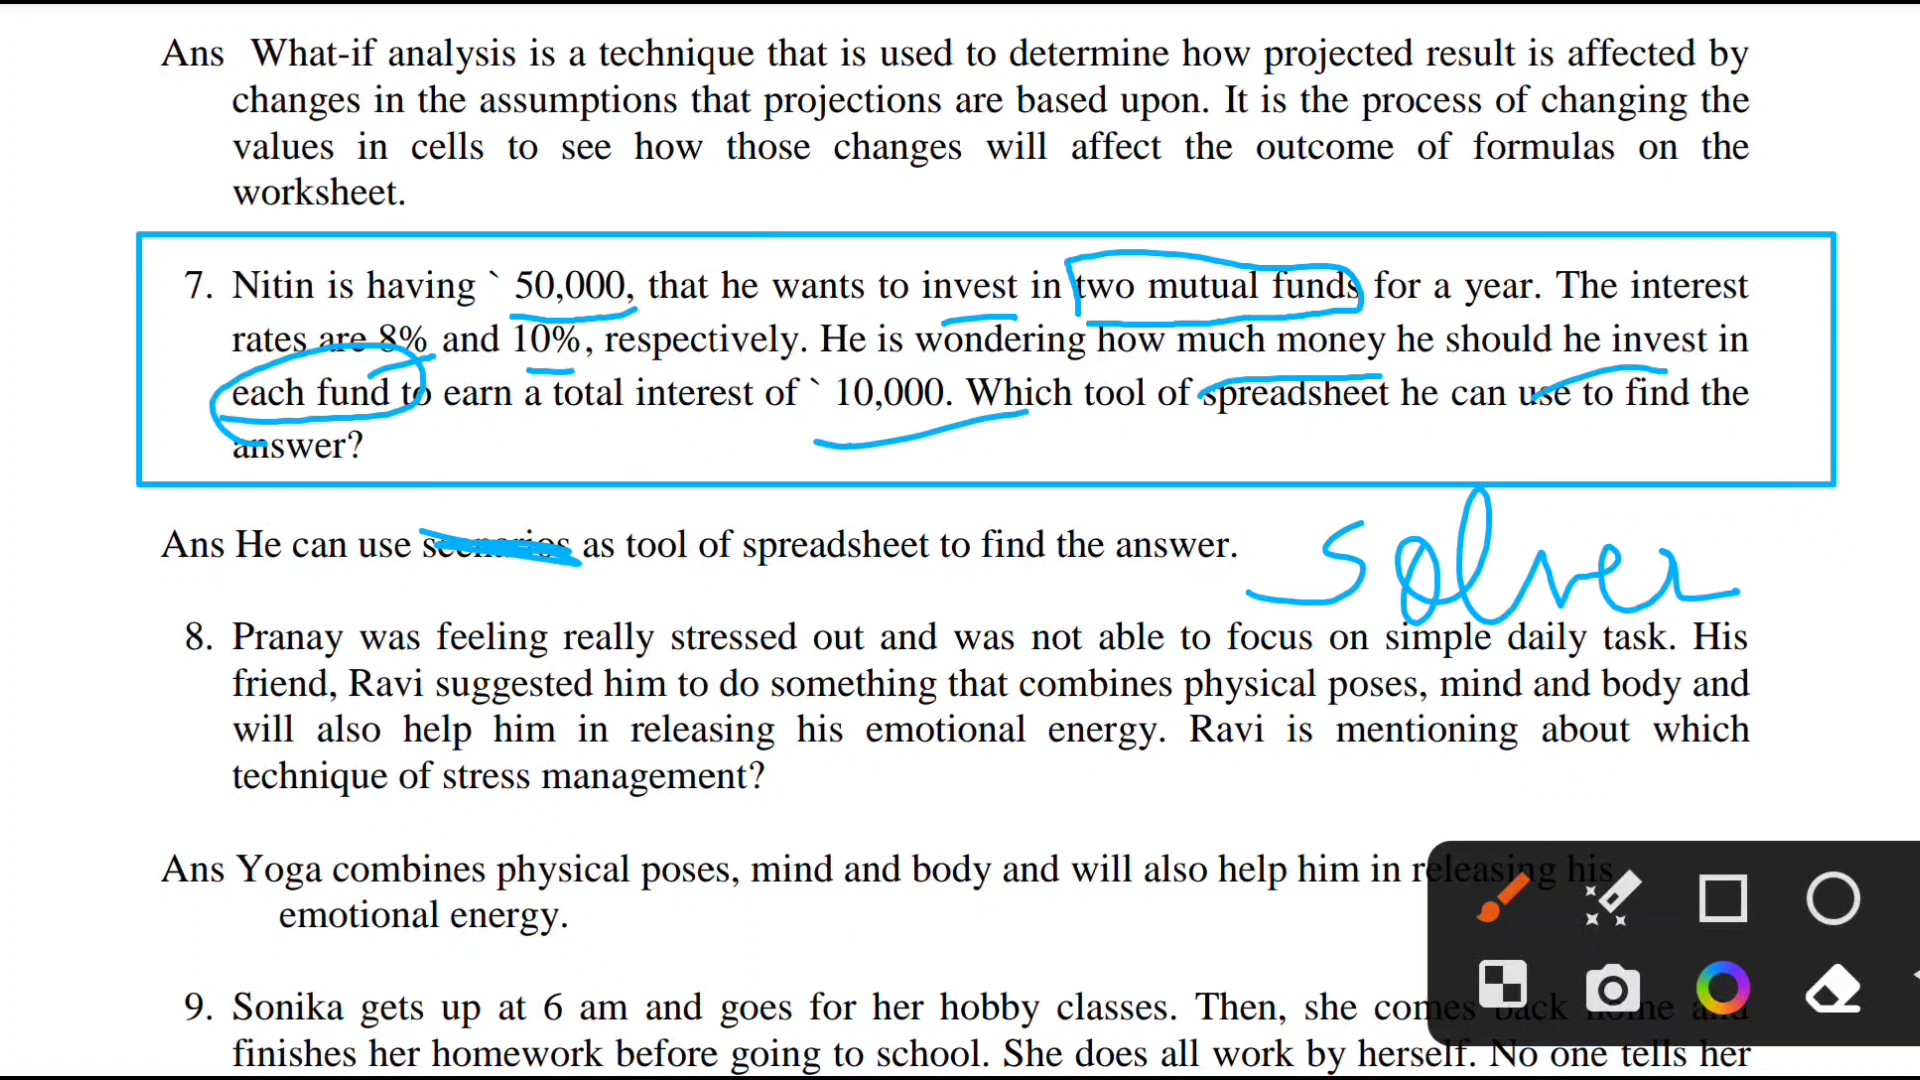 Ans What-if analysis is a technique that is used to determine how projected result is affected by
changes in the assumptions that projections are based upon. It is the process of changing the
values in cells to see how those changes will affect the outcome of formulas on the
worksheet.
7. Nitin is having ` 50,000, that he wants to invest in two mutual funds for a year. The interest
rates are 8% and 10%, respectively. He is wondering how much money he should he invest in
each fund to earn a total interest of ` 10,000. Which tool of spreadsheet he can use to find the
answer?
Ans He can use scenarios as tool of spreadsheet to find the answer.
solver
8. Pranay was feeling really stressed out and was not able to focus on simple daily task. His
friend, Ravi suggested him to do something that combines physical poses, mind and body and
will also help him in releasing his emotional energy. Ravi is mentioning about which
technique of stress management?
Ans Yoga combines physical poses, mind and body and will also help him in releasing his
emotional energy.
9. Sonika gets up at 6 am and goes for her hobby classes. Then, she comes back home and
finishes her homework before going to school. She does all work by herself. No one tells her